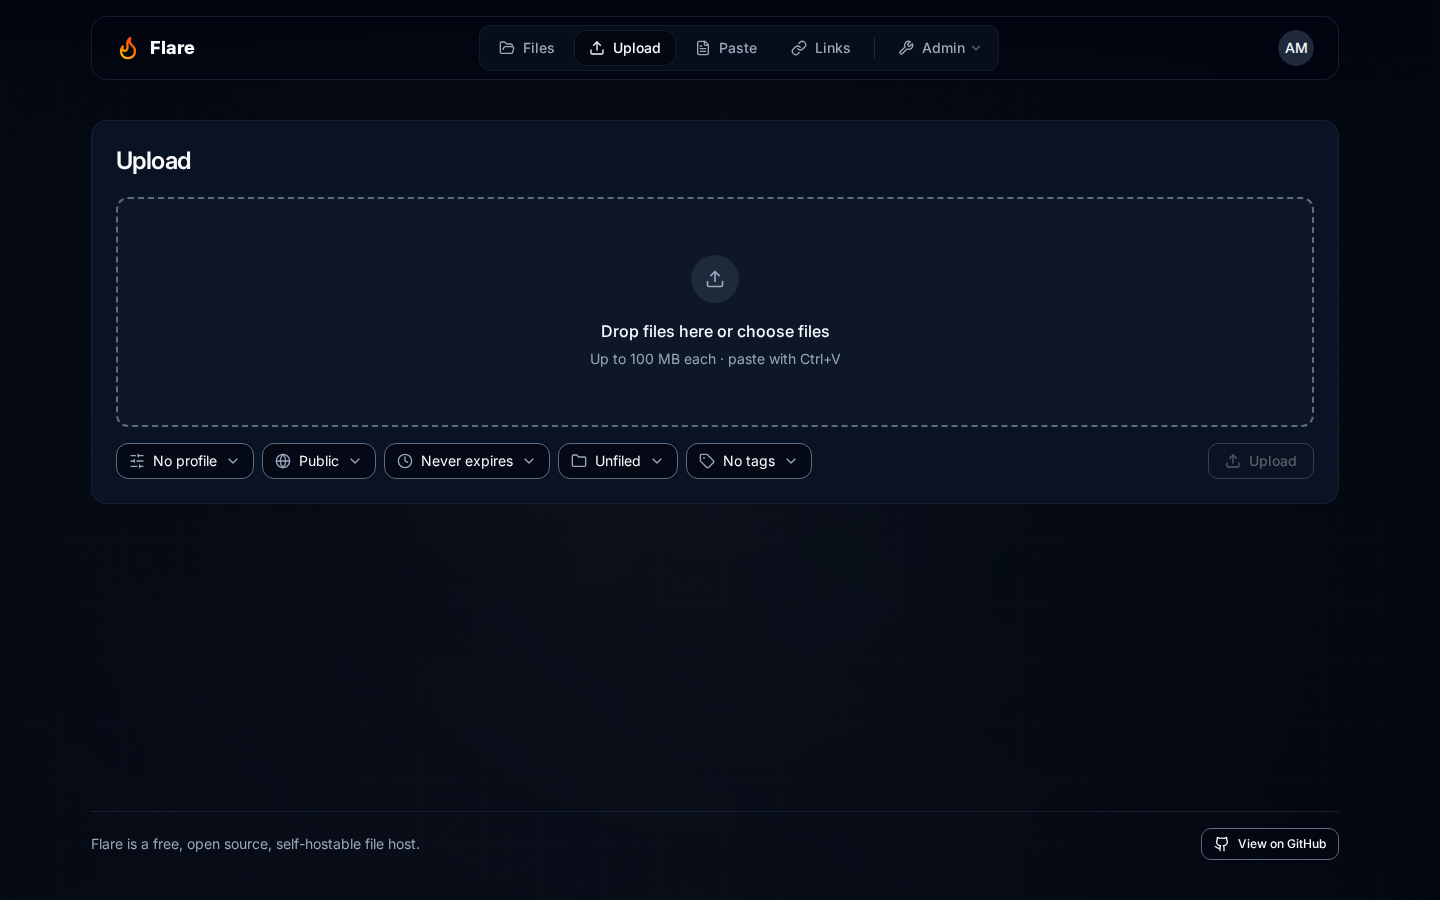 Flare
Files
Upload
Paste
Links
Admin
AM
Upload
Drop files here or choose files
Up to 100 MB each · paste with Ctrl+V
No profile
Public
Never expires
Unfiled
No tags
Upload
Flare is a free, open source, self-hostable file host.
View on GitHub